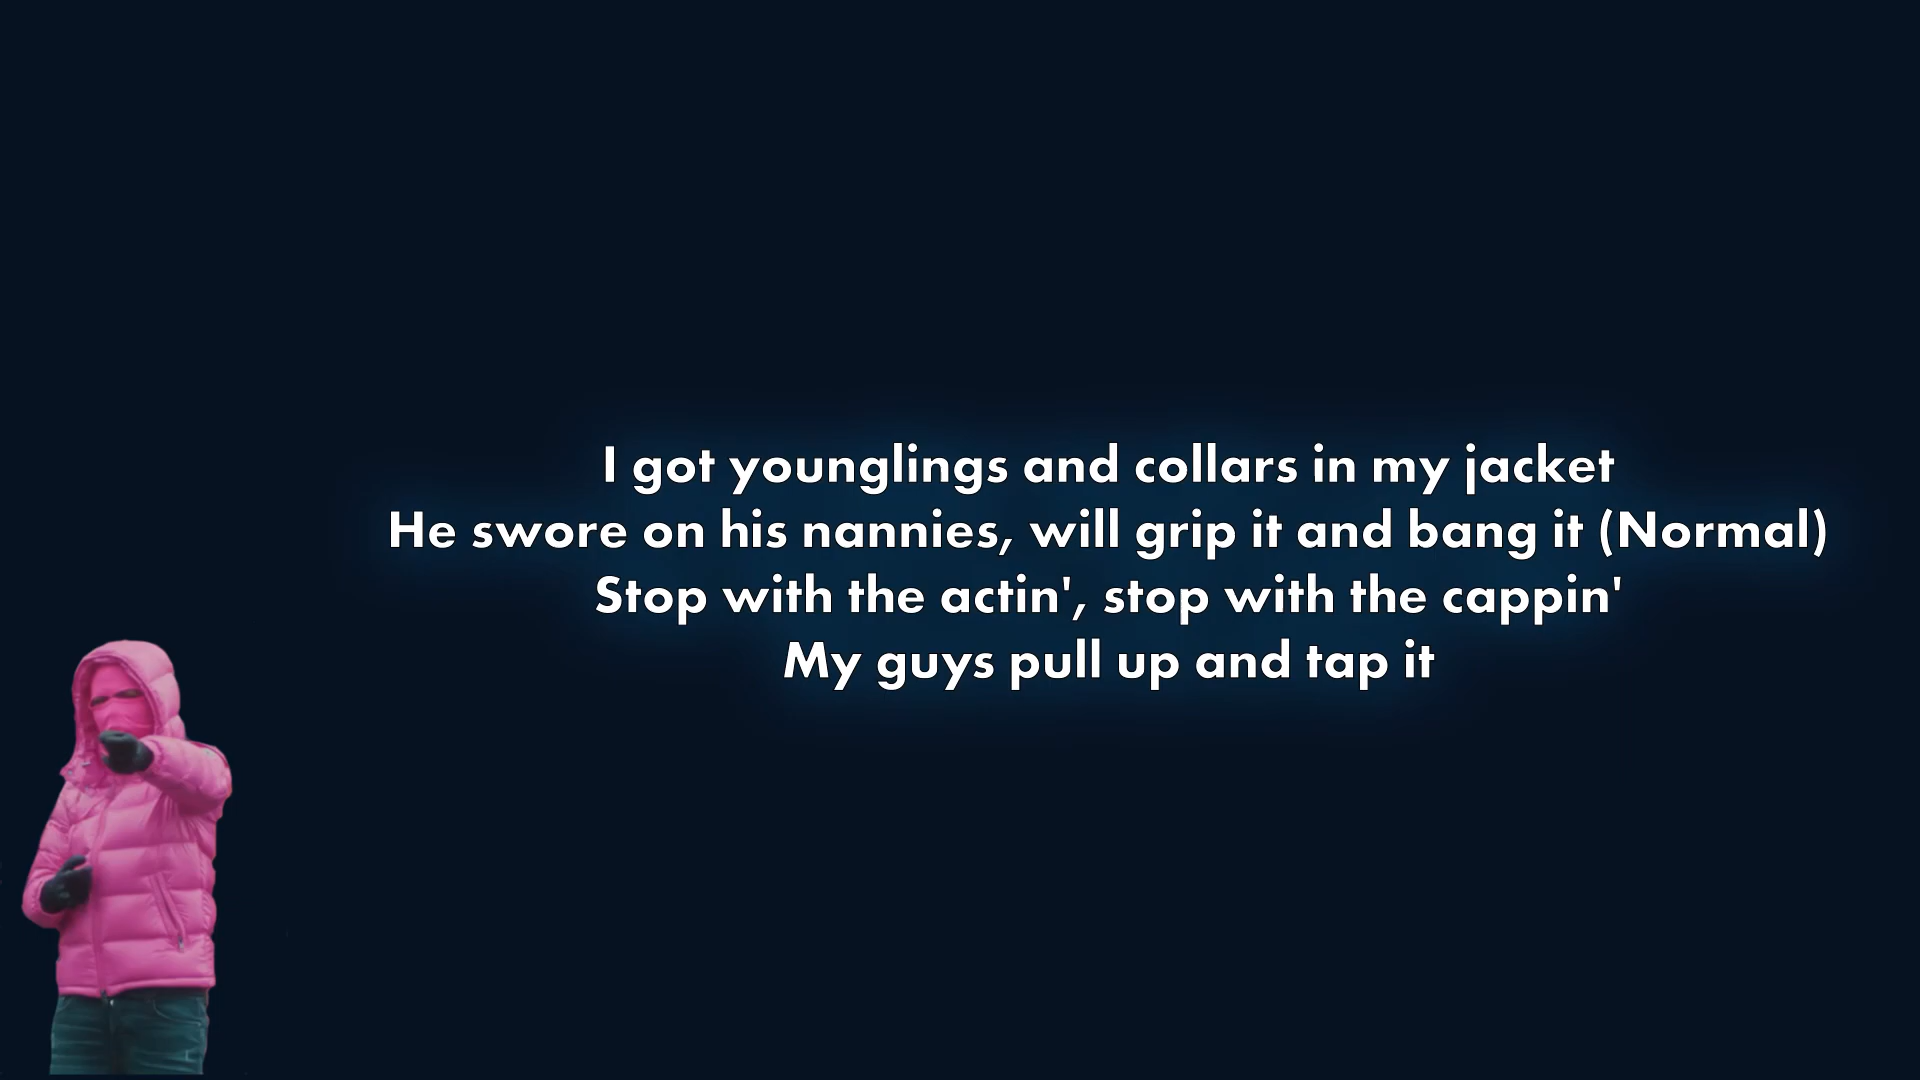 I got younglings and collars in my jacket
He swore on his nannies, will grip it and bang it (Normal)
Stop with the actin', stop with the cappin'
My guys pull up and tap it